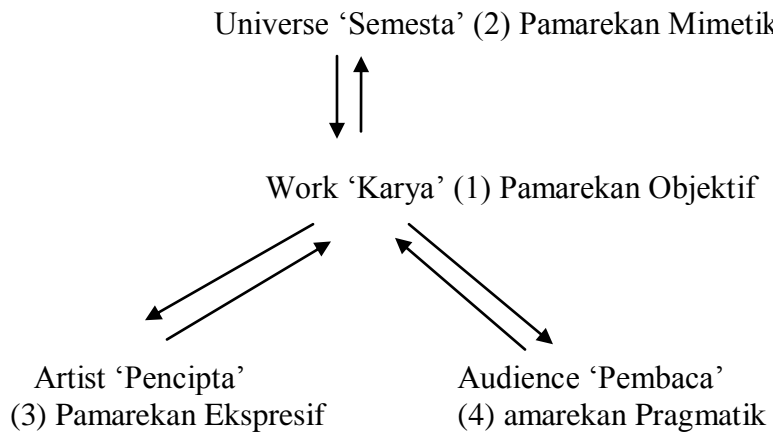 Universe ‘Semesta’ (2) Pamarekan Mimetik
Work ‘Karya’ (1) Pamarekan Objektif
Artist ‘Pencipta’
(3) Pamarekan Ekspresif
Audience ‘Pembaca’
(4) amarekan Pragmatik